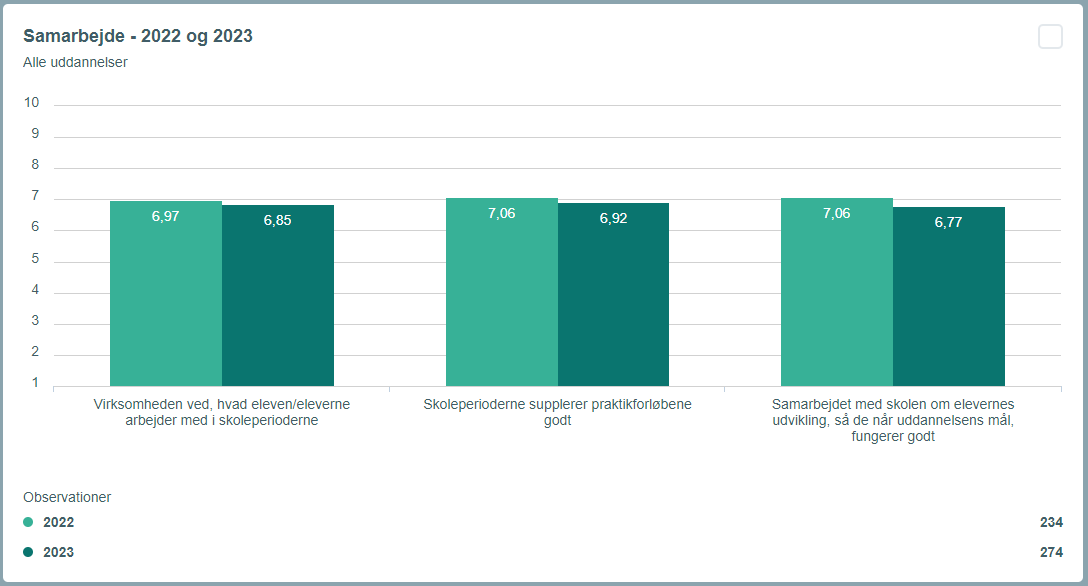 Samarbejde - 2022 og 2023
Alle uddannelser
10
9
8
7
6
5
4
3
2
1
6,97
6,85
7,06
6,92
7,06
6,77
Virksomheden ved, hvad eleven/eleverne
arbejder med i skoleperioderne
Skoleperioderne supplerer praktikforløbene
godt
Samarbejdet med skolen om elevernes
udvikling, så de når uddannelsens mål,
fungerer godt
Observationer
2022 234
2023 274